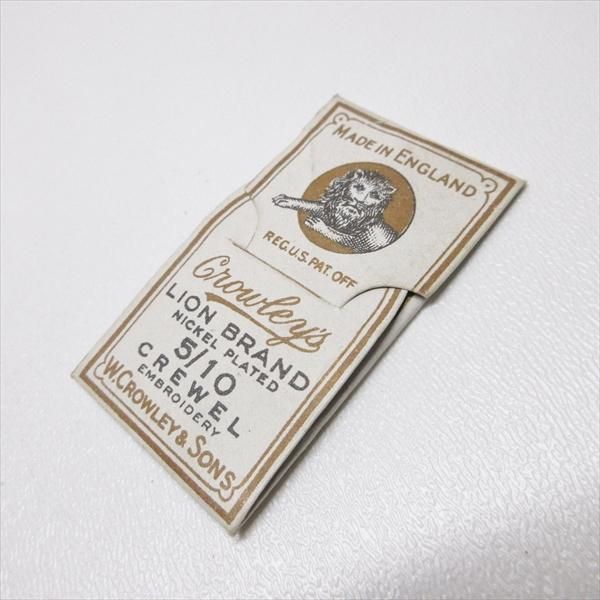 MADE IN ENGLAND
REG. U.S. PAT. OFF
Crowley's
LION BRAND
NICKEL PLATED
5/10
CREWEL
EMBROIDERY
W. CROWLEY & SONS